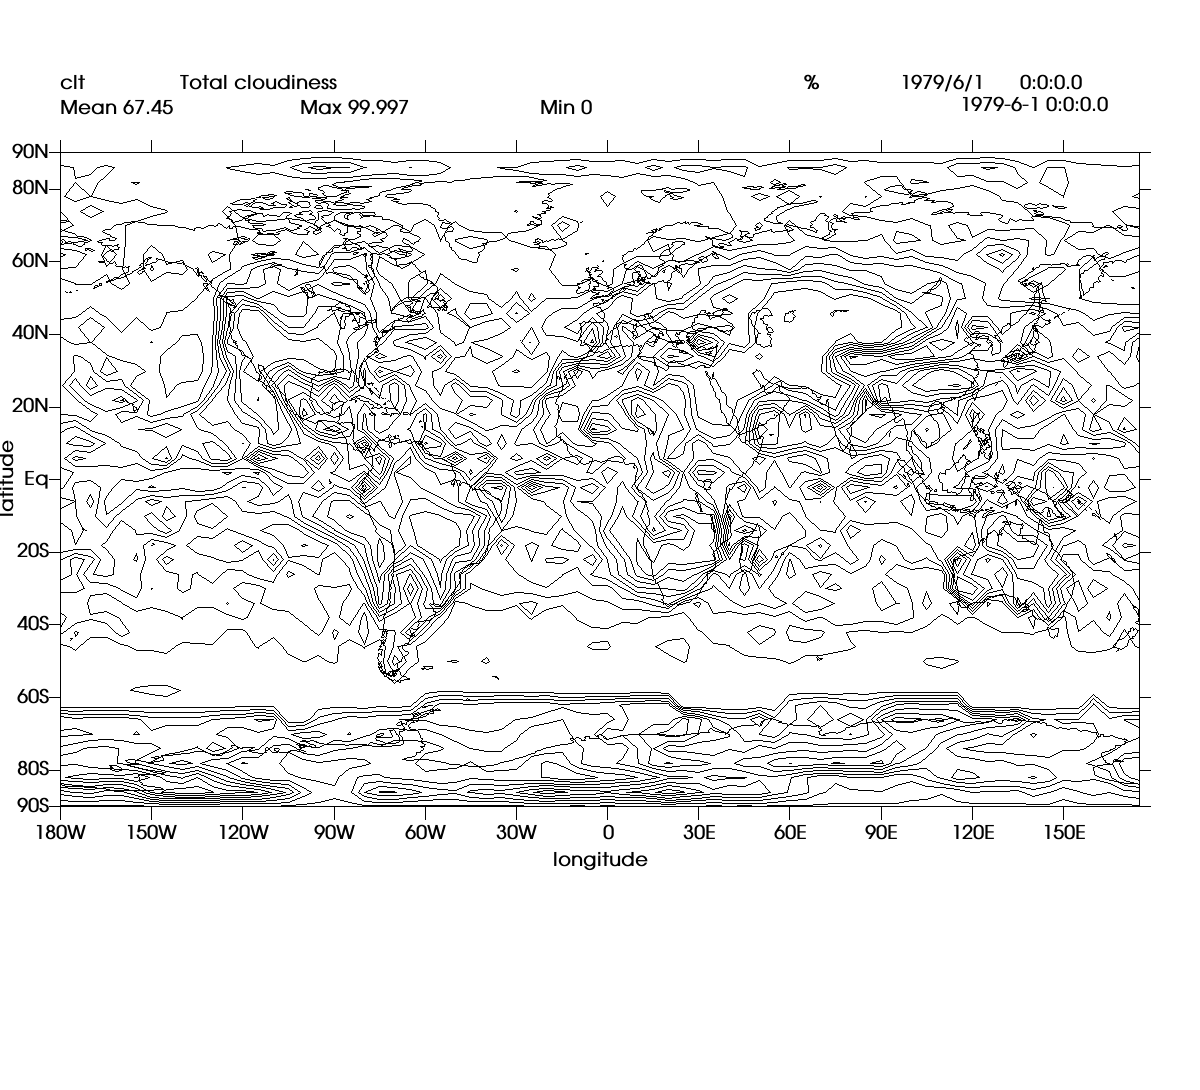 clt Total cloudiness % 1979/6/1 0:0:0.0
Mean 67.45 Max 99.997 Min 0 1979-6-1 0:0:0.0
90N
80N
60N
40N
20N
Eq
20S
40S
60S
80S
90S
latitude
180W 150W 120W 90W 60W 30W 0 30E 60E 90E 120E 150E
longitude